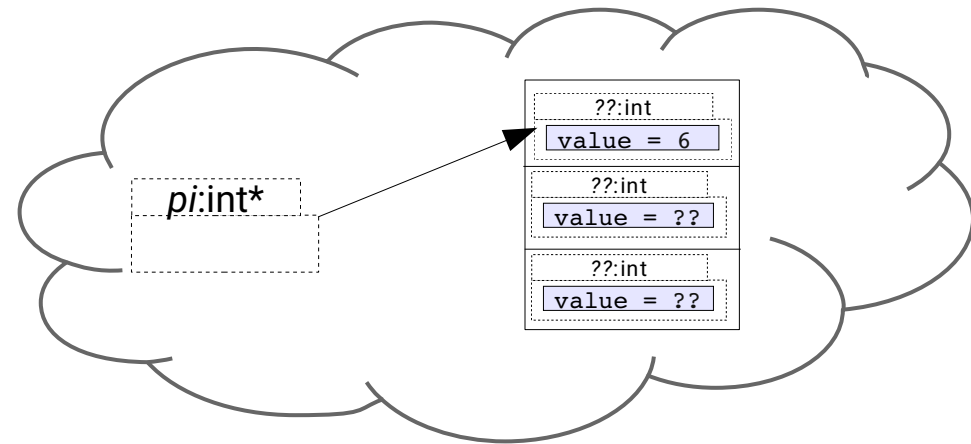 ??:int
value = 6
pi:int*
??:int
value = ??
??:int
value = ??